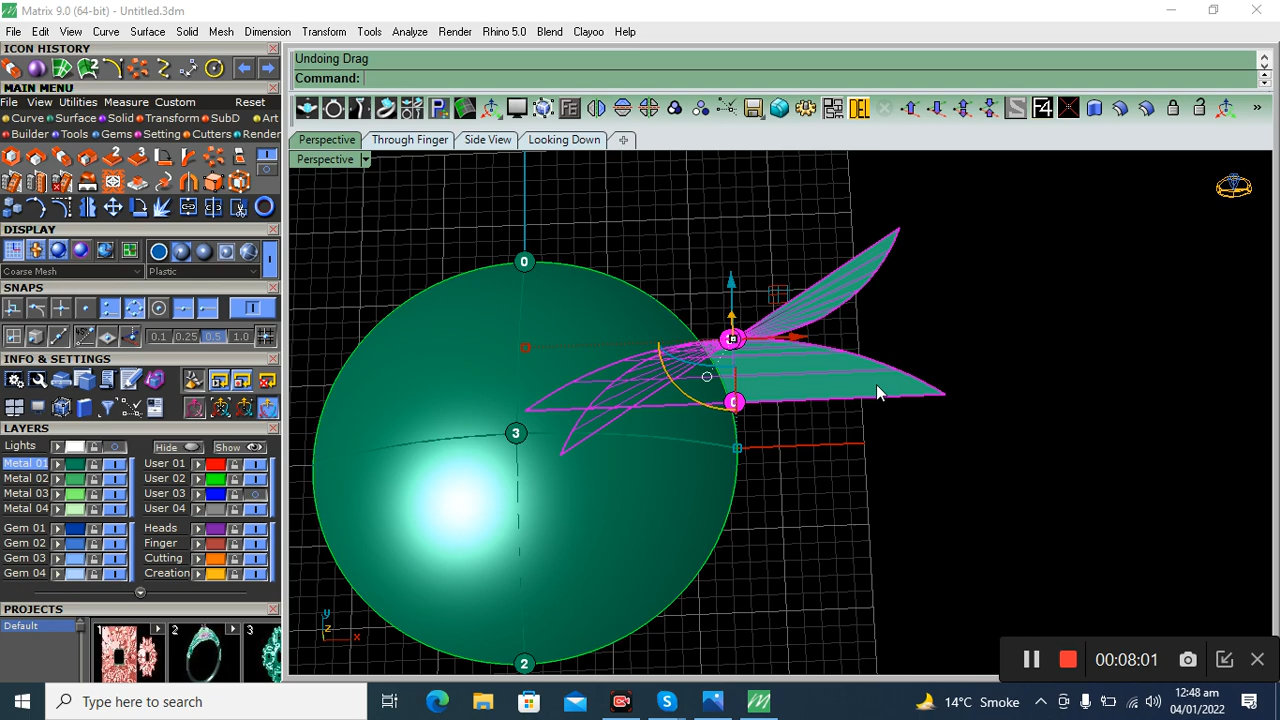 Matrix 9.0 (64-bit) - Untitled.3dm
File Edit View Curve Surface Solid Mesh Dimension Transform Tools Analyze Render Rhino 5.0 Blend Clayoo Help
ICON HISTORY
MAIN MENU
File View Utilities Measure Custom Reset
Curve Surface Solid Transform SubD Art
Builder Tools Gems Setting Cutters Render
DISPLAY
Coarse Mesh Plastic
SNAPS
0.1 0.25 0.5 1.0
INFO & SETTINGS
LAYERS
Lights Hide Show
Metal 01 User 01
Metal 02 User 02
Metal 03 User 03
Metal 04 User 04
Gem 01 Heads
Gem 02 Finger
Gem 03 Cutting
Gem 04 Creation
PROJECTS
Default
1 2 3
Undoing Drag
Command:
F4
DEL
Perspective Through Finger Side View Looking Down
Perspective
0
0
3
2
y
z
x
00:08:01
Type here to search
14°C Smoke
12:48 am
04/01/2022